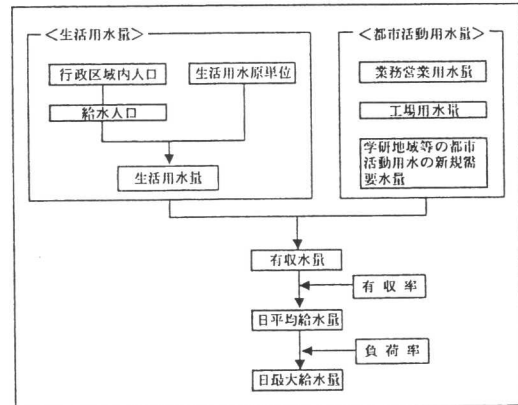 <生活用水量>
行政区域内人口
生活用水原単位
給水人口
生活用水量
<都市活動用水量>
業務営業用水量
工場用水量
学研地域等の都市
活動用水の新規需
要水量
有収水量
有収率
日平均給水量
負荷率
日最大給水量